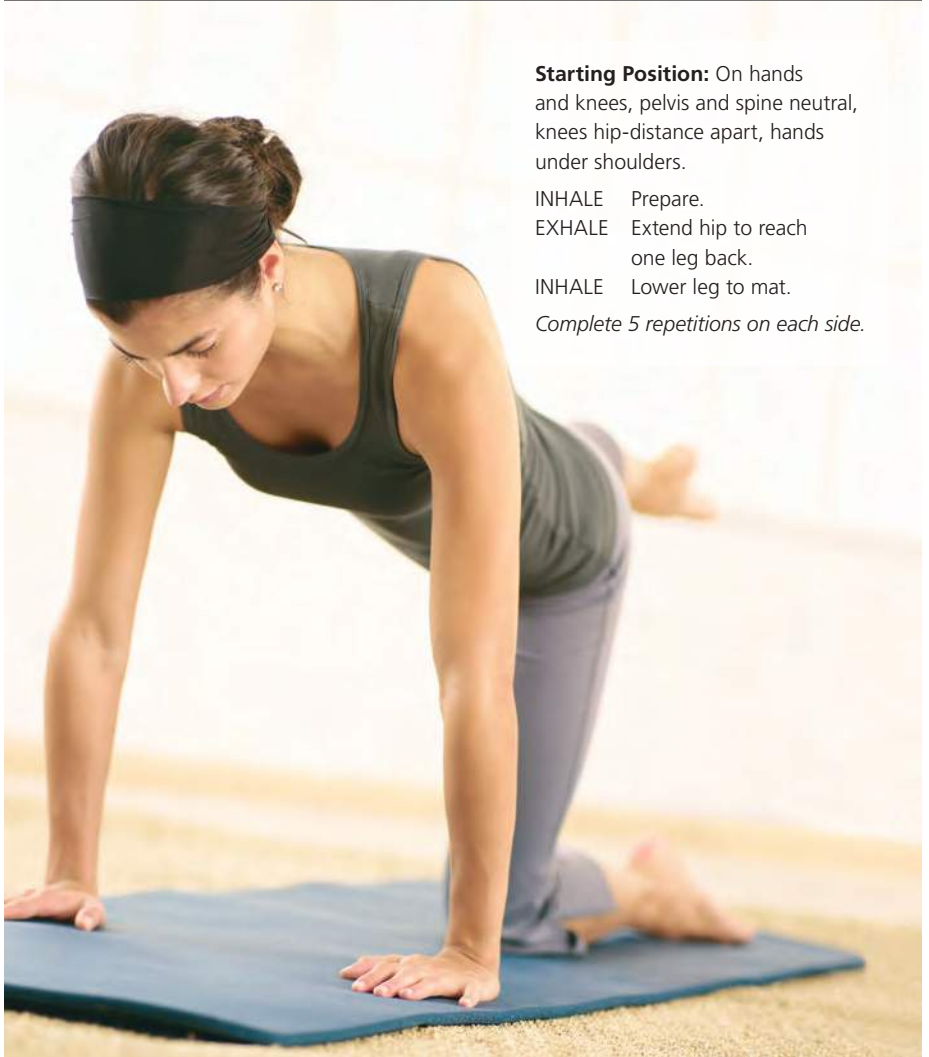 Starting Position: On hands
and knees, pelvis and spine neutral,
knees hip-distance apart, hands
under shoulders.
INHALE Prepare.
EXHALE Extend hip to reach
one leg back.
INHALE Lower leg to mat.
Complete 5 repetitions on each side.